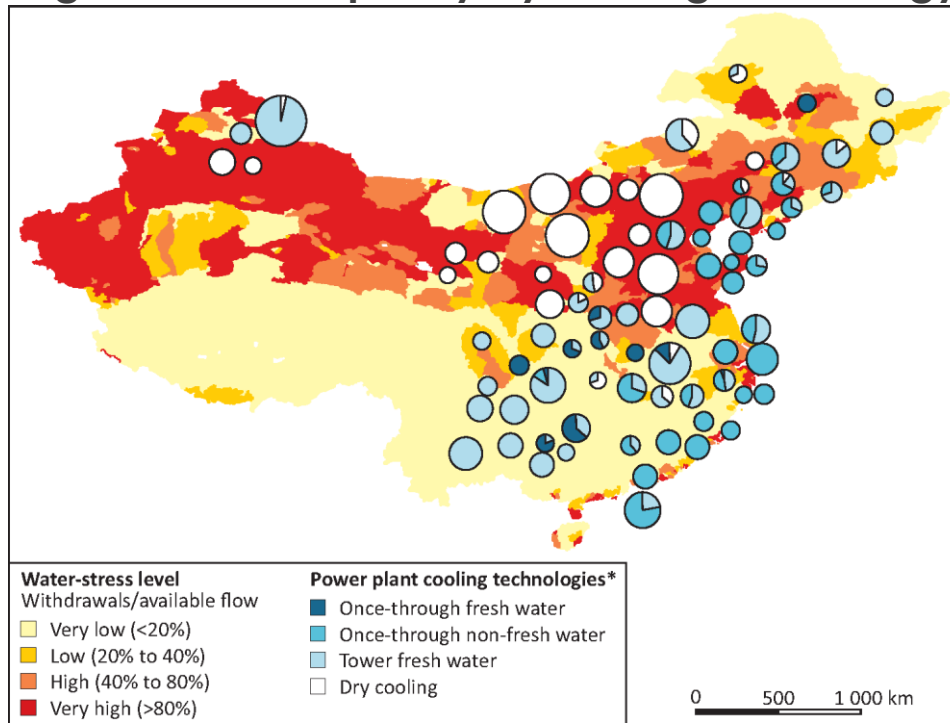 Water-stress level
Withdrawals/available flow
Very low (<20%)
Low (20% to 40%)
High (40% to 80%)
Very high (>80%)
Power plant cooling technologies*
Once-through fresh water
Once-through non-fresh water
Tower fresh water
Dry cooling
0 500 1 000 km